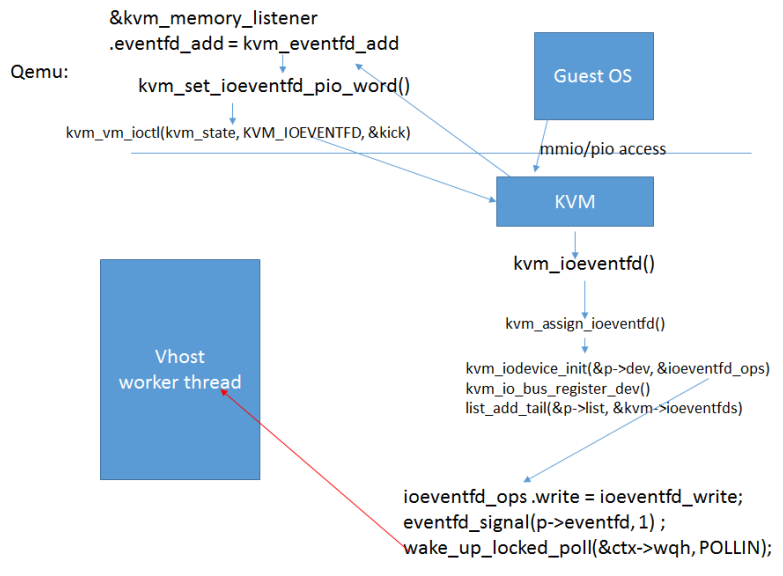 &kvm_memory_listener
.eventfd_add = kvm_eventfd_add
Qemu:
kvm_set_ioeventfd_pio_word()
Guest OS
kvm_vm_ioctl(kvm_state, KVM_IOEVENTFD, &kick)
mmio/pio access
KVM
kvm_ioeventfd()
kvm_assign_ioeventfd()
Vhost
worker thread
kvm_iodevice_init(&p->dev, &ioeventfd_ops)
kvm_io_bus_register_dev()
list_add_tail(&p->list, &kvm->ioeventfds)
ioeventfd_ops .write = ioeventfd_write;
eventfd_signal(p->eventfd, 1) ;
wake_up_locked_poll(&ctx->wqh, POLLIN);